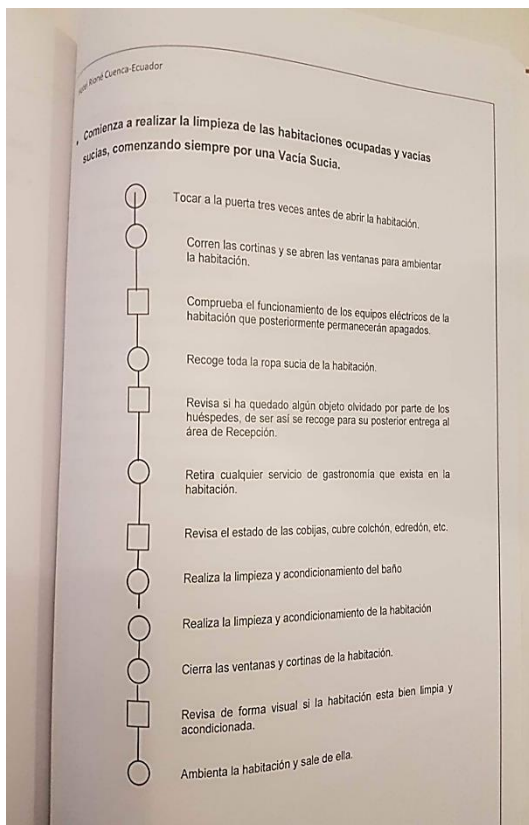 Hotel Rioné Cuenca-Ecuador
. Comienza a realizar la limpieza de las habitaciones ocupadas y vacias
sucias, comenzando siempre por una Vacía Sucia.
Tocar a la puerta tres veces antes de abrir la habitación.
Corren las cortinas y se abren las ventanas para ambientar
la habitación.
Comprueba el funcionamiento de los equipos eléctricos de la
habitación que posteriormente permanecerán apagados.
Recoge toda la ropa sucia de la habitación.
Revisa si ha quedado algún objeto olvidado por parte de los
huéspedes, de ser así se recoge para su posterior entrega al
área de Recepción.
Retira cualquier servicio de gastronomía que exista en la
habitación.
Revisa el estado de las cobijas, cubre colchón, edredón, etc.
Realiza la limpieza y acondicionamiento del baño
Realiza la limpieza y acondicionamiento de la habitación
Cierra las ventanas y cortinas de la habitación.
Revisa de forma visual si la habitación esta bien limpia y
acondicionada.
Ambienta la habitación y sale de ella.